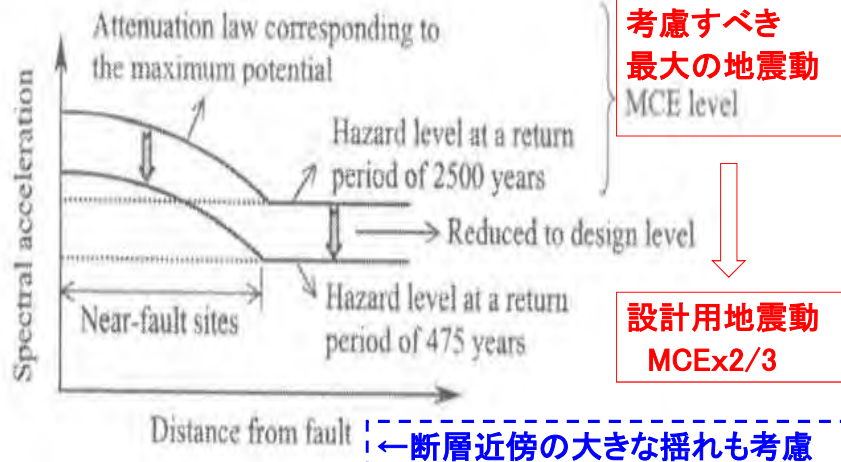 Attenuation law corresponding to
the maximum potential
考慮すべき
最大の地震動
MCE level
Hazard level at a return
period of 2500 years
Reduced to design level
Spectral acceleration
Near-fault sites
Hazard level at a return
period of 475 years
設計用地震動
MCEx2/3
Distance from fault
←断層近傍の大きな揺れも考慮